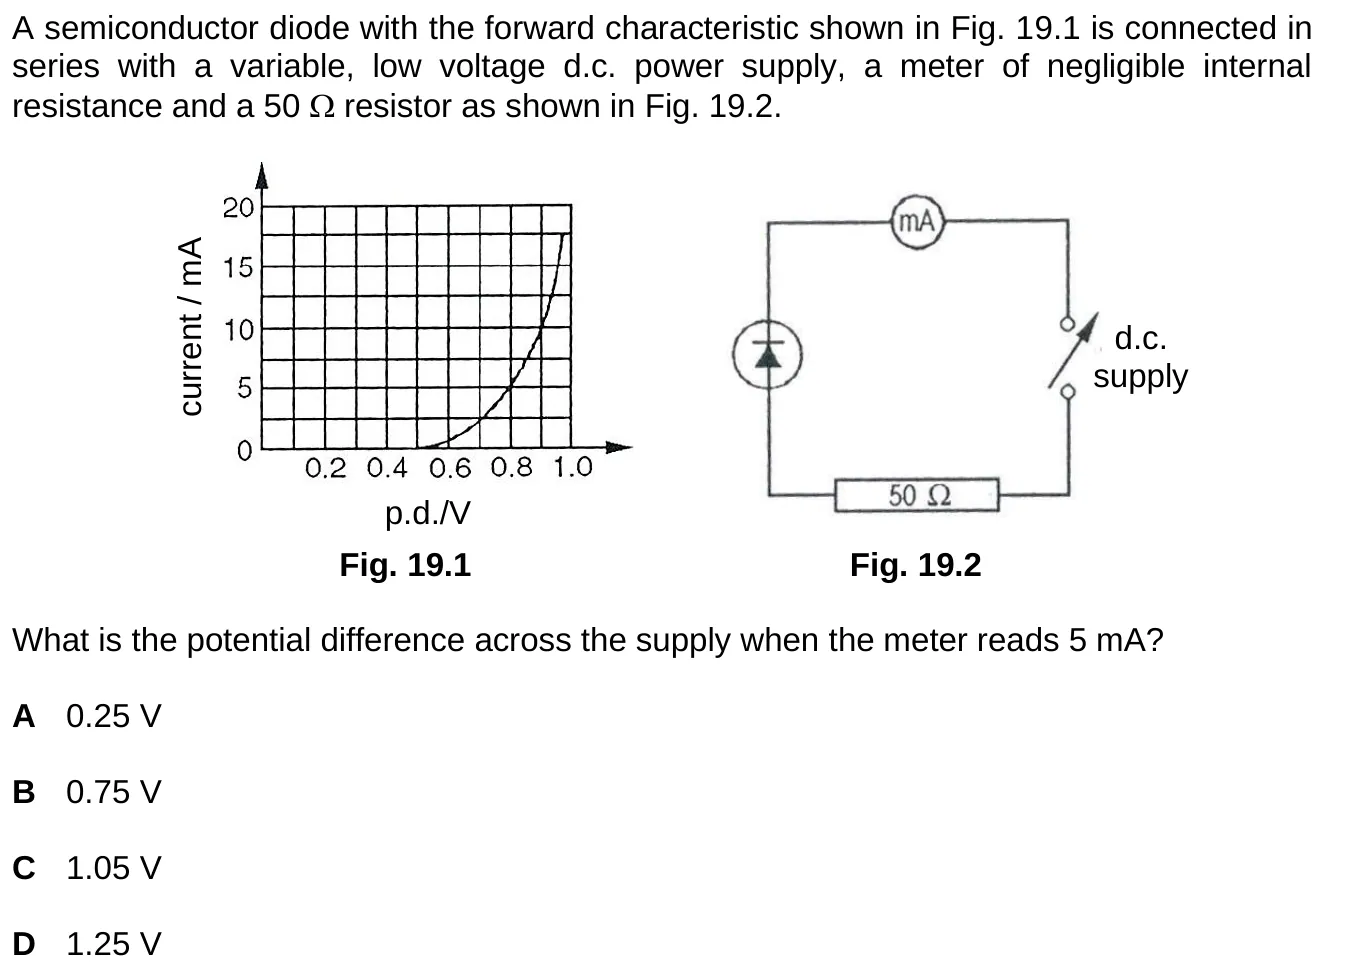 A semiconductor diode with the forward characteristic shown in Fig. 19.1 is connected in
series with a variable, low voltage d.c. power supply, a meter of negligible internal
resistance and a 50 Ω resistor as shown in Fig. 19.2.
20
15
10
5
0
current / mA
0.2 0.4 0.6 0.8 1.0
p.d./V
Fig. 19.1
mA
d.c.
supply
50 Ω
Fig. 19.2
What is the potential difference across the supply when the meter reads 5 mA?
A 0.25 V
B 0.75 V
C 1.05 V
D 1.25 V